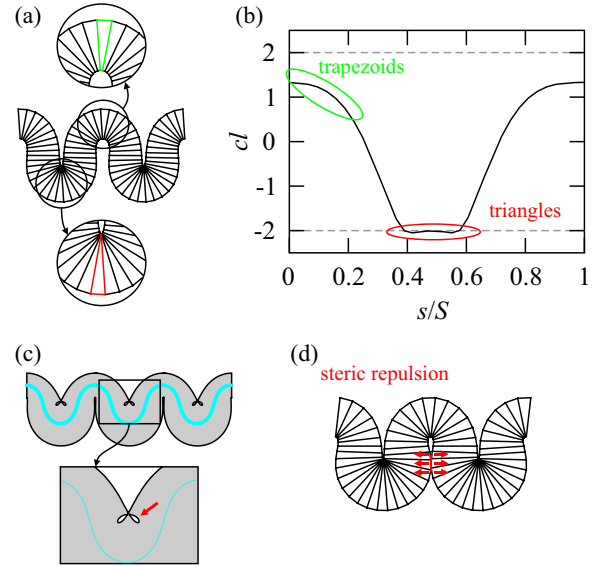 (a)
(b)
2
1
0
-1
-2
cl
trapezoids
triangles
0
0.2
0.4
0.6
0.8
1
s/S
(c)
(d)
steric repulsion